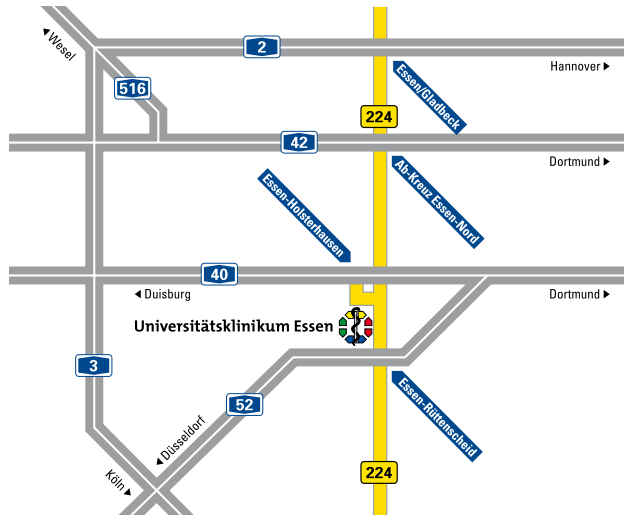 Wesel
2
Hannover
516
Essen/Gladbeck
224
42
Dortmund
Ab-Kreuz Essen-Nord
Essen-Holsterhausen
40
Duisburg
Dortmund
Universitätsklinikum Essen
3
52
Essen-Rüttenscheid
Düsseldorf
Köln
224